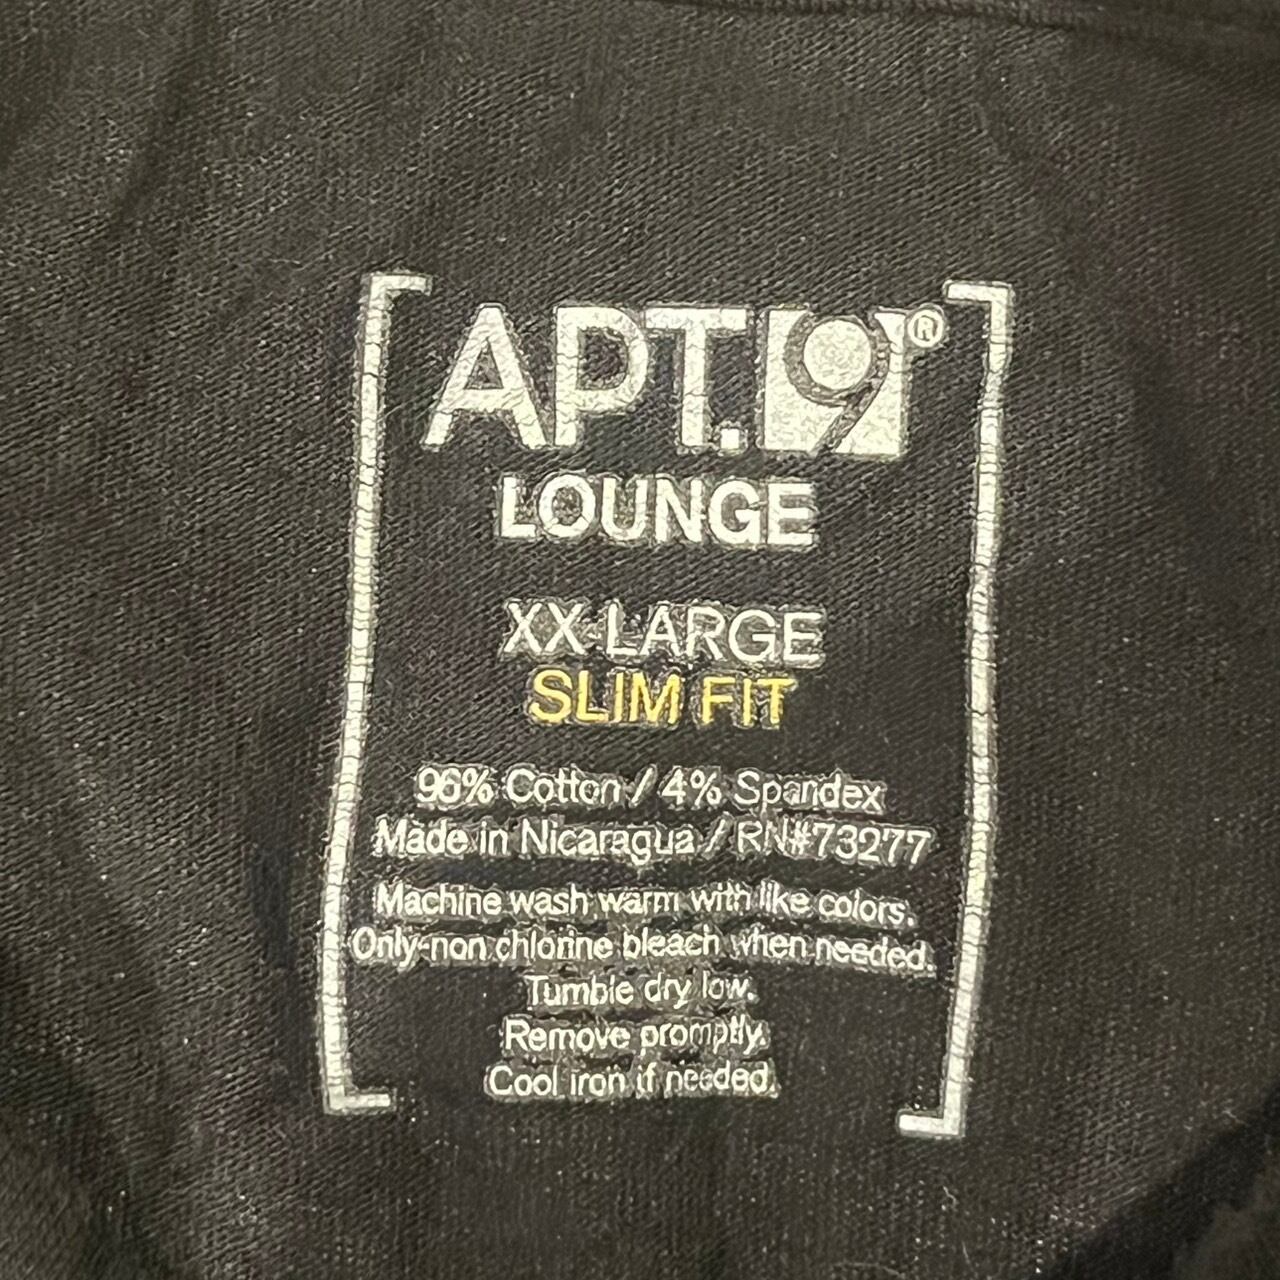 APT.9®
LOUNGE
XX-LARGE
SLIM FIT
96% Cotton / 4% Spandex
Made in Nicaragua / RN#73277
Machine wash warm with like colors.
Only-non chlorine bleach when needed.
Tumble dry low.
Remove promptly.
Cool iron if needed.